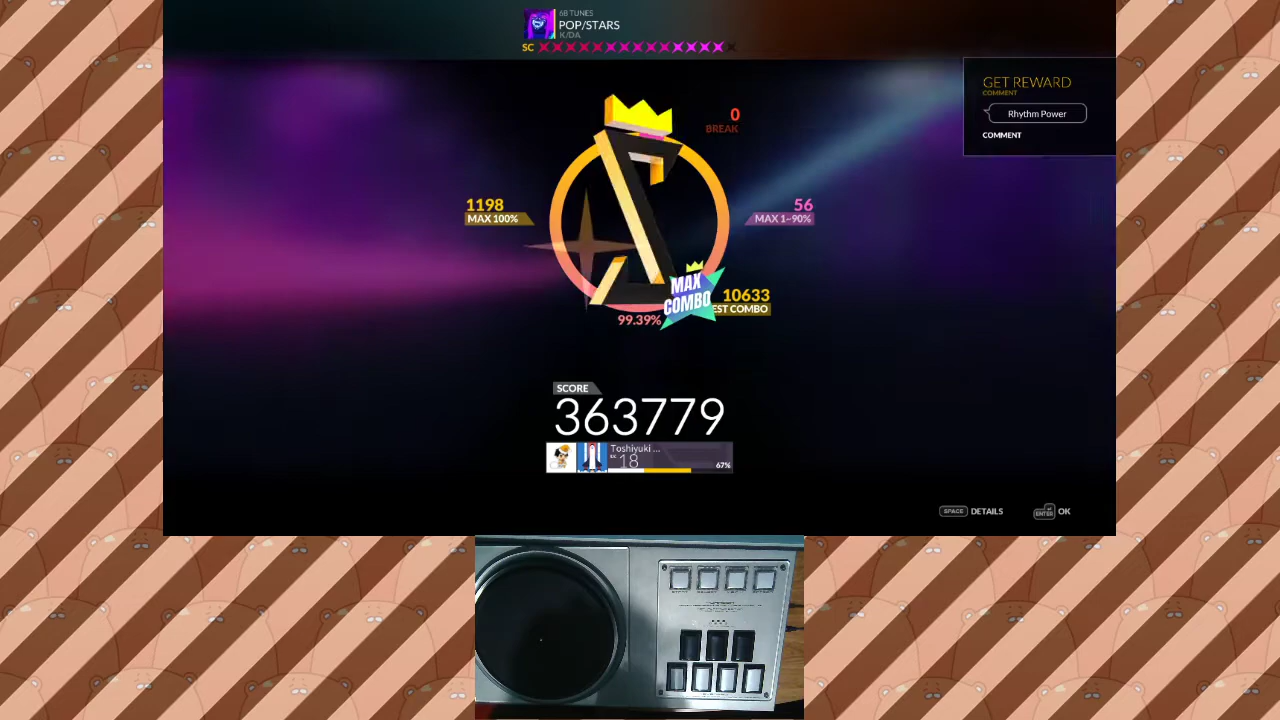 6B TUNES
POP/STARS
K/DA
SC
GET REWARD
COMMENT
Rhythm Power
COMMENT
0
BREAK
1198
MAX 100%
56
MAX 1~90%
MAX
COMBO
10633
EST COMBO
99.39%
SCORE
363779
Toshiyuki ...
18
67%
SPACE DETAILS
ENTER OK